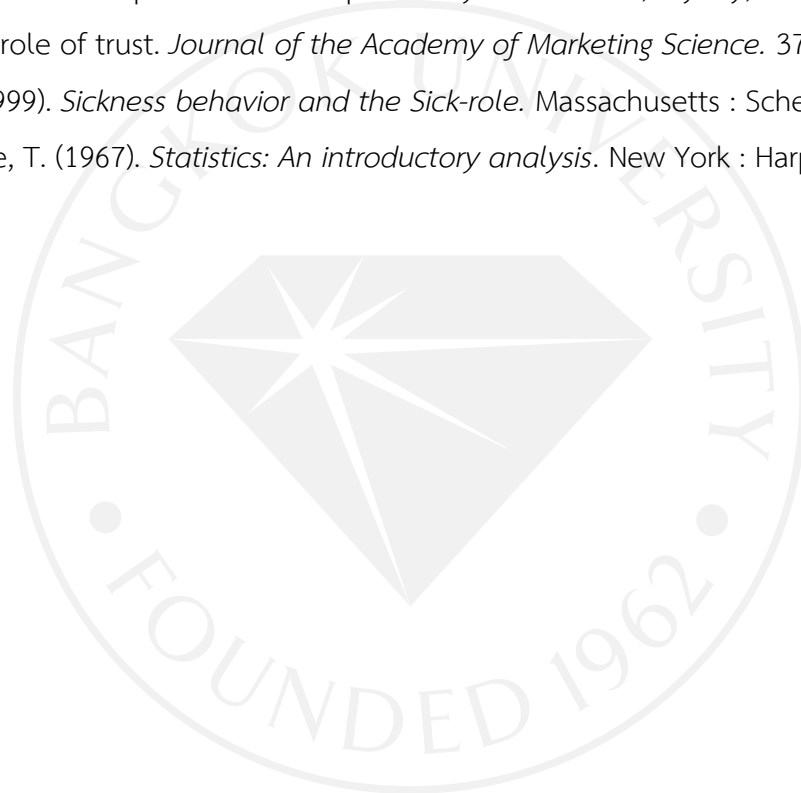 role of trust. Journal of the Academy of Marketing Science. 37
999). Sickness behavior and the Sick-role. Massachusetts : Sche
e, T. (1967). Statistics: An introductory analysis. New York : Harp
BANGKOK UNIVERSITY
FOUNDED 1962